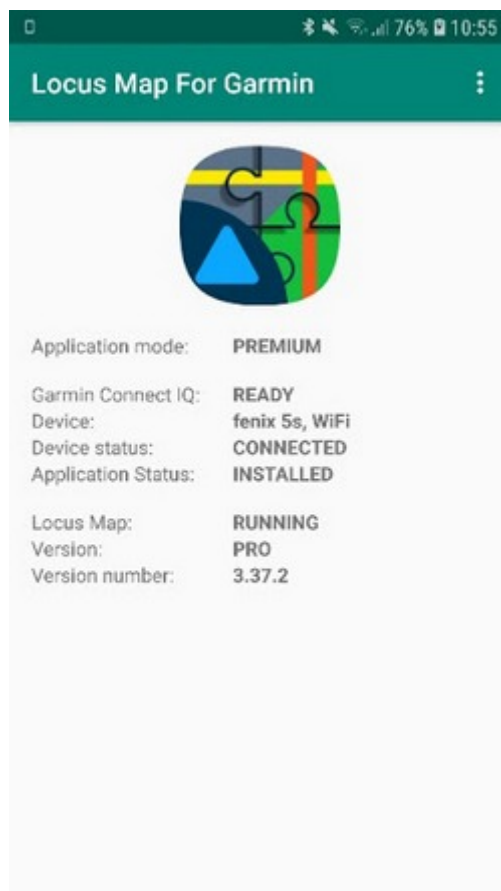 76% 10:55
Locus Map For Garmin
Application mode: PREMIUM
Garmin Connect IQ: READY
Device: fenix 5s, WiFi
Device status: CONNECTED
Application Status: INSTALLED
Locus Map: RUNNING
Version: PRO
Version number: 3.37.2